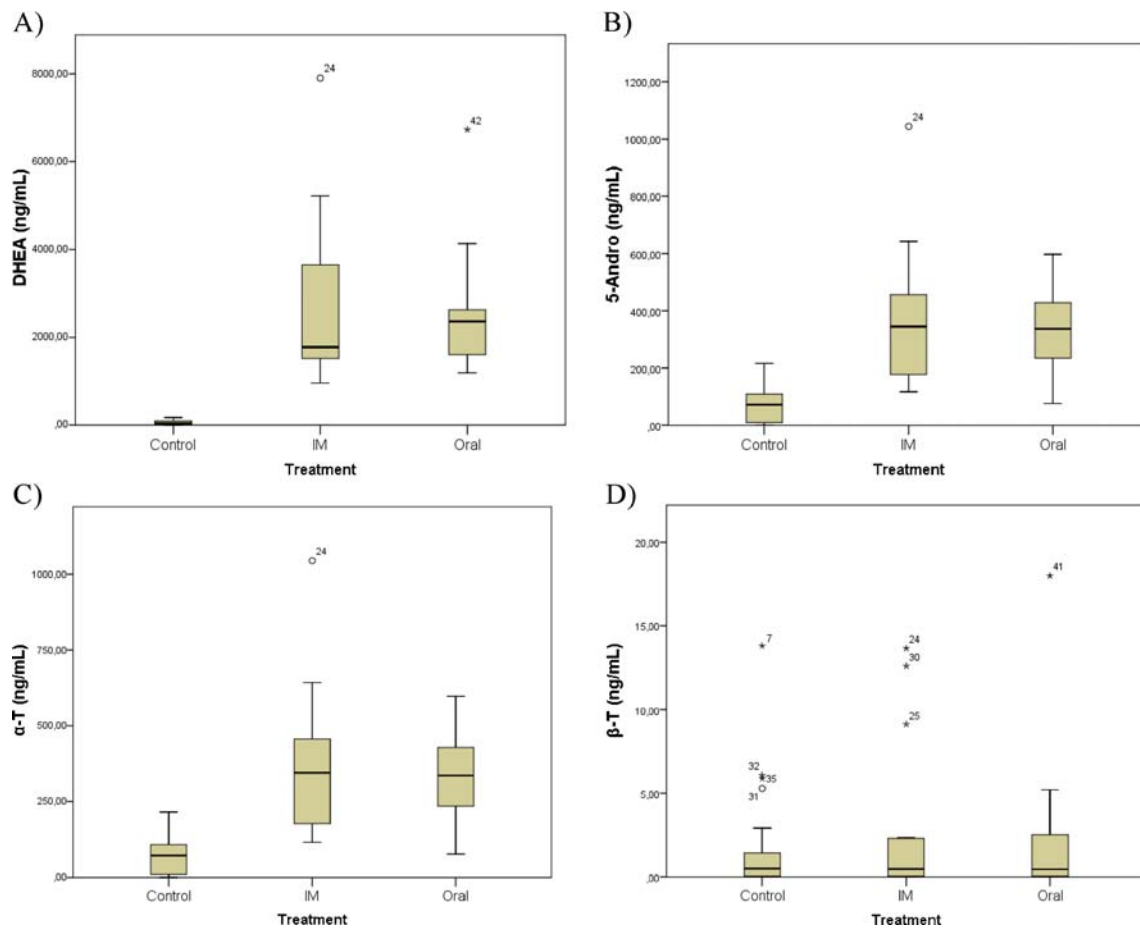 A)
DHEA (ng/mL)
8000,00
6000,00
4000,00
2000,00
,00
24
42
Control IM Oral
Treatment
B)
5-Andro (ng/mL)
1200,00
1000,00
800,00
600,00
400,00
200,00
,00
24
Control IM Oral
Treatment
C)
α-T (ng/mL)
1000,00
750,00
500,00
250,00
,00
24
Control IM Oral
Treatment
D)
β-T (ng/mL)
20,00
15,00
10,00
5,00
,00
7
32
35
31
24
30
25
41
Control IM Oral
Treatment